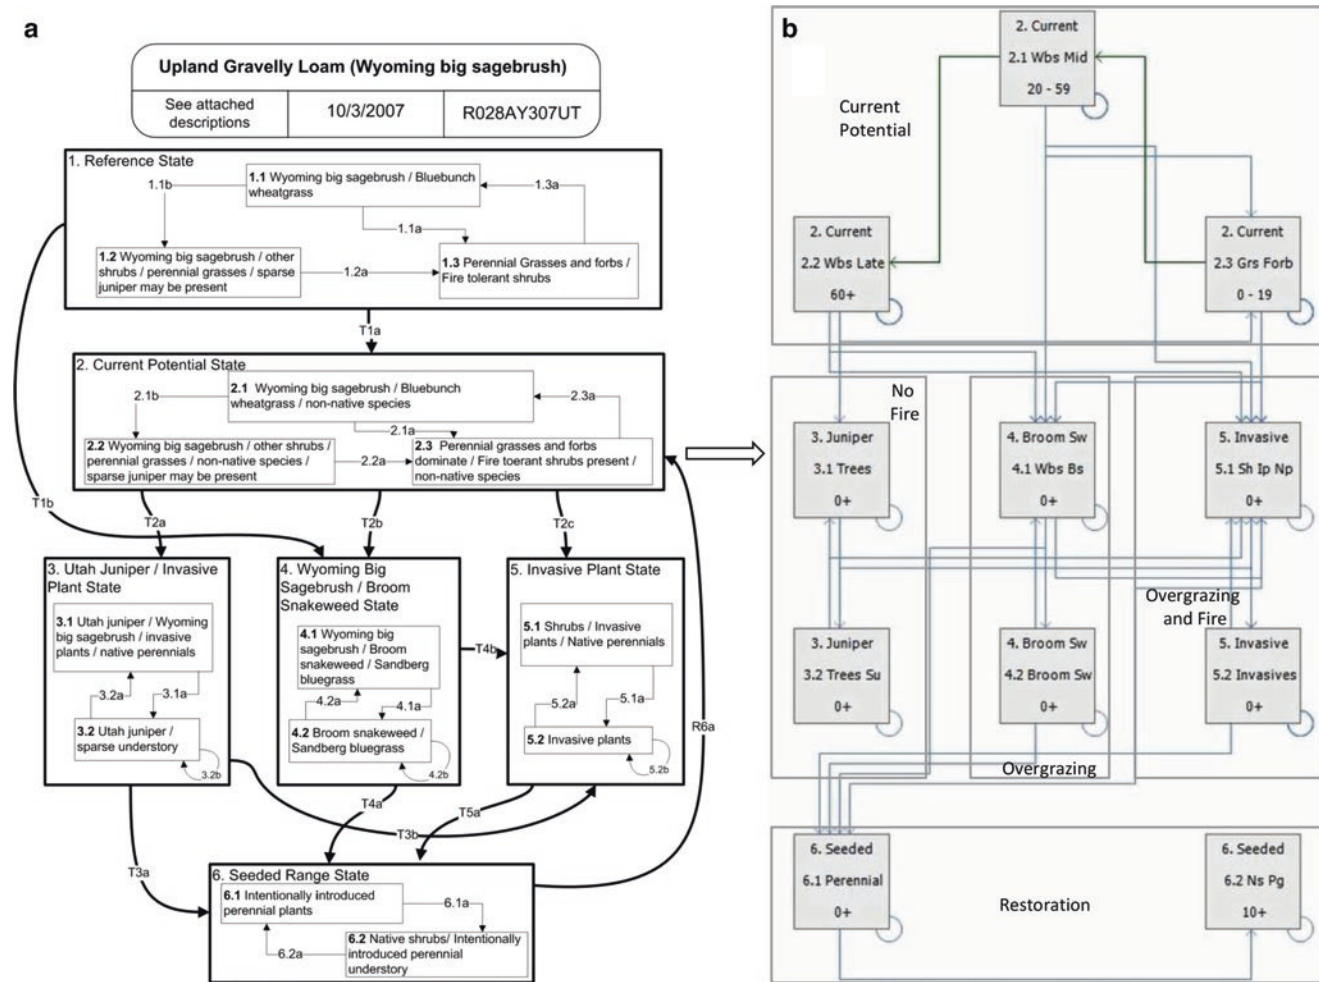 a
Upland Gravelly Loam (Wyoming big sagebrush)
See attached
descriptions
10/3/2007
R028AY307UT
1. Reference State
1.1 Wyoming big sagebrush / Bluebunch
wheatgrass
1.1b
1.3a
1.1a
1.2 Wyoming big sagebrush / other
shrubs / perennial grasses / sparse
juniper may be present
1.2a
1.3 Perennial Grasses and forbs /
Fire tolerant shrubs
T1a
2. Current Potential State
2.1 Wyoming big sagebrush / Bluebunch
wheatgrass / non-native species
2.1b
2.3a
2.1a
2.2 Wyoming big sagebrush / other shrubs /
perennial grasses / non-native species /
sparse juniper may be present
2.2a
2.3 Perennial grasses and forbs
dominate / Fire toerant shrubs present /
non-native species
T1b
T2a
T2b
T2c
3. Utah Juniper / Invasive
Plant State
3.1 Utah juniper / Wyoming
big sagebrush / invasive
plants / native perennials
3.2a
3.1a
3.2 Utah juniper /
sparse understory
3.2b
4. Wyoming Big
Sagebrush / Broom
Snakeweed State
4.1 Wyoming big
sagebrush / Broom
snakeweed / Sandberg
bluegrass
4.2a
4.1a
4.2 Broom snakeweed /
Sandberg bluegrass
4.2b
T4b
5. Invasive Plant State
5.1 Shrubs / Invasive
plants / Native perennials
5.2a
5.1a
5.2 Invasive plants
5.2b
R6a
T4a
T5a
T3b
T3a
6. Seeded Range State
6.1 Intentionally introduced
perennial plants
6.1a
6.2a
6.2 Native shrubs/ Intentionally
introduced perennial
understory
b
2. Current
2.1 Wbs Mid
20 - 59
Current
Potential
2. Current
2.2 Wbs Late
60+
2. Current
2.3 Grs Forb
0 - 19
No
Fire
3. Juniper
3.1 Trees
0+
4. Broom Sw
4.1 Wbs Bs
0+
5. Invasive
5.1 Sh Ip Np
0+
Overgrazing
and Fire
3. Juniper
3.2 Trees Su
0+
4. Broom Sw
4.2 Broom Sw
0+
5. Invasive
5.2 Invasives
0+
Overgrazing
6. Seeded
6.1 Perennial
0+
Restoration
6. Seeded
6.2 Ns Pg
10+